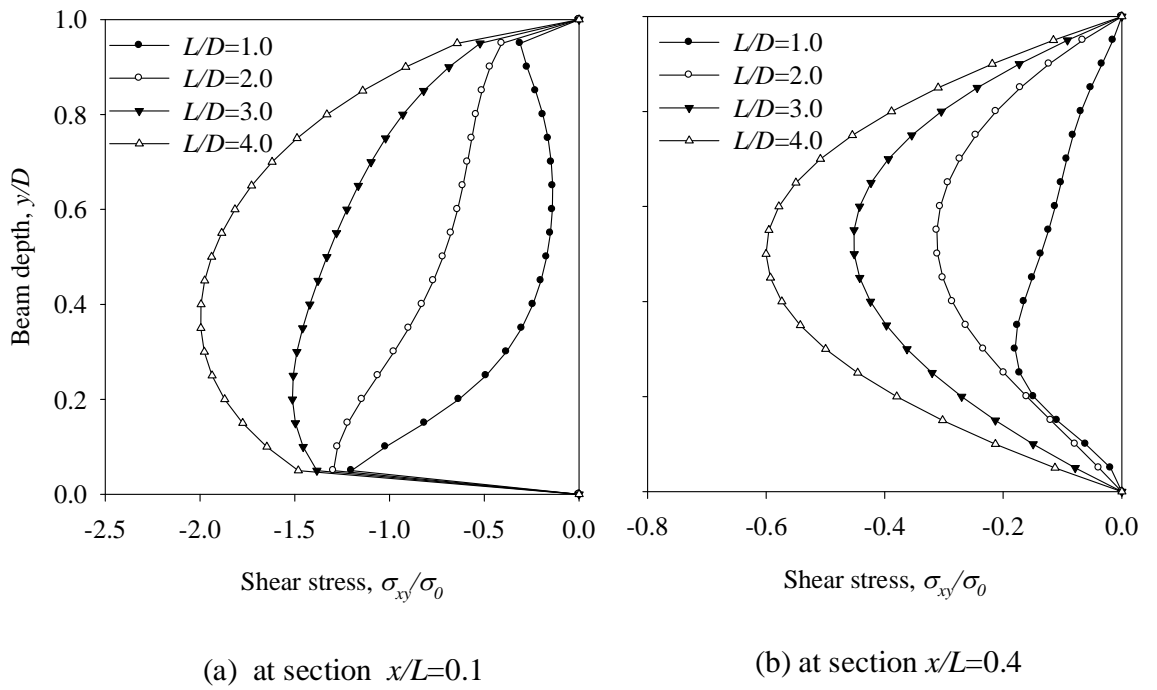 1.0
0.8
0.6
0.4
0.2
0.0
Beam depth, y/D
L/D=1.0
L/D=2.0
L/D=3.0
L/D=4.0
-2.5 -2.0 -1.5 -1.0 -0.5 0.0
Shear stress, σxy/σ0
(a) at section x/L=0.1
L/D=1.0
L/D=2.0
L/D=3.0
L/D=4.0
-0.8 -0.6 -0.4 -0.2 0.0
Shear stress, σxy/σ0
(b) at section x/L=0.4